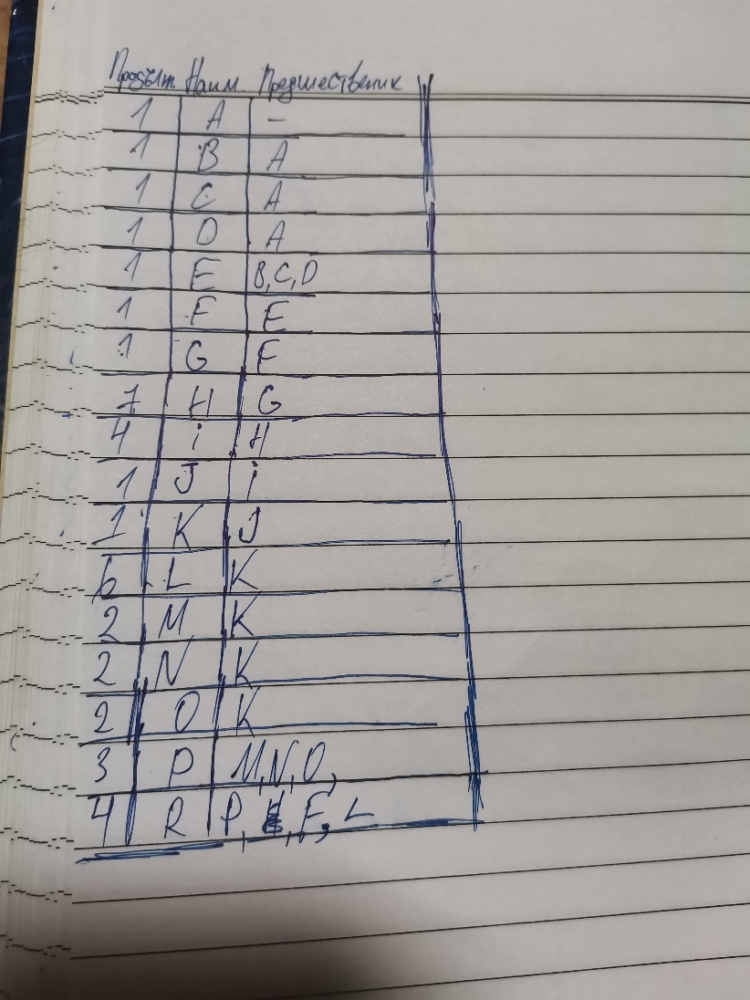 Продълж. Наим. Предшественик
1 A –
1 B A
1 C A
1 D A
1 E B,C,D
1 F E
1 G F
7 H G
4 i H
1 J i
1 K J
6 L K
2 M K
2 N K
2 O K
3 P M,N,O,
4 R P, F, L